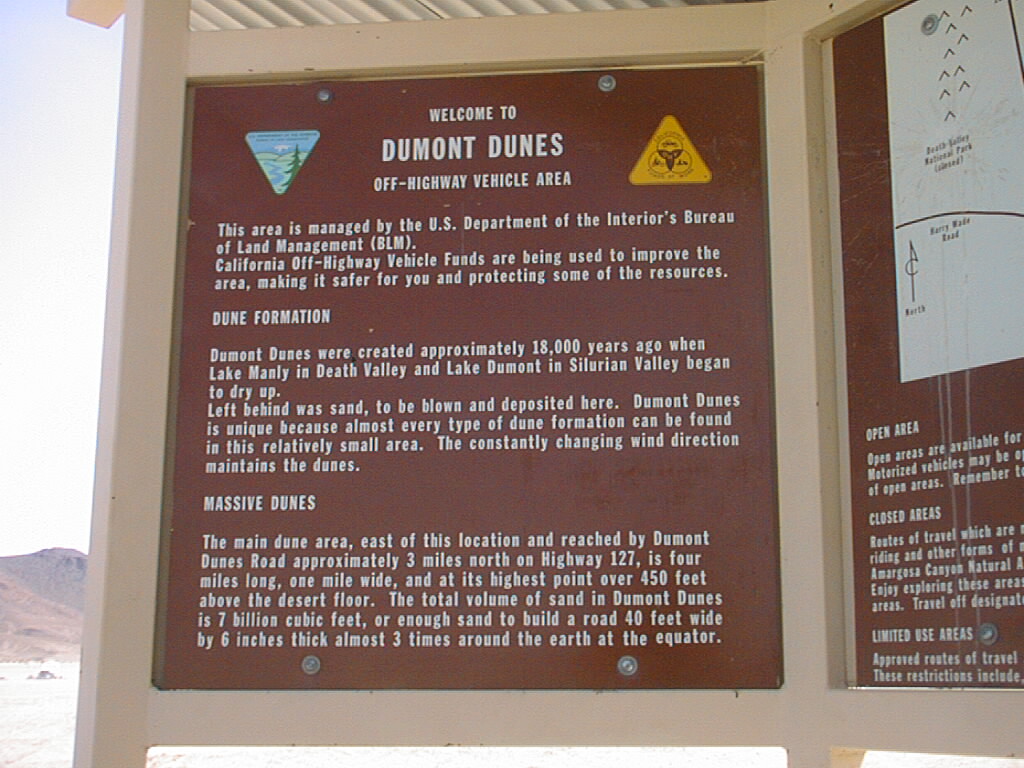 WELCOME TO
DUMONT DUNES
OFF-HIGHWAY VEHICLE AREA
This area is managed by the U.S. Department of the Interior's Bureau
of Land Management (BLM).
California Off-Highway Vehicle Funds are being used to improve the
area, making it safer for you and protecting some of the resources.
DUNE FORMATION
Dumont Dunes were created approximately 18,000 years ago when
Lake Manly in Death Valley and Lake Dumont in Silurian Valley began
to dry up.
Left behind was sand, to be blown and deposited here. Dumont Dunes
is unique because almost every type of dune formation can be found
in this relatively small area. The constantly changing wind direction
maintains the dunes.
MASSIVE DUNES
The main dune area, east of this location and reached by Dumont
Dunes Road approximately 3 miles north on Highway 127, is four
miles long, one mile wide, and at its highest point over 450 feet
above the desert floor. The total volume of sand in Dumont Dunes
is 7 billion cubic feet, or enough sand to build a road 40 feet wide
by 6 inches thick almost 3 times around the earth at the equator.
Death Valley
National Park
(closed)
Harry Wade
Road
North
OPEN AREA
Open areas are available for
Motorized vehicles may be
of open areas. Remember to
CLOSED AREAS
Routes of travel which are
riding and other forms of
Amargosa Canyon Natural
Enjoy exploring these areas
areas. Travel off
LIMITED USE AREAS
Approved routes of travel
These restrictions include,